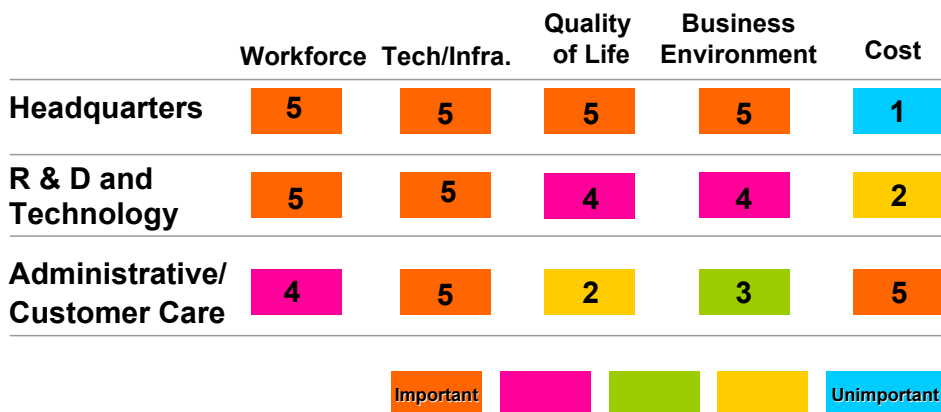 Quality Business
Workforce Tech/Infra. of Life Environment Cost
Headquarters 5 5 5 5 1
R & D and
Technology 5 5 4 4 2
Administrative/
Customer Care 4 5 2 3 5
Important Unimportant